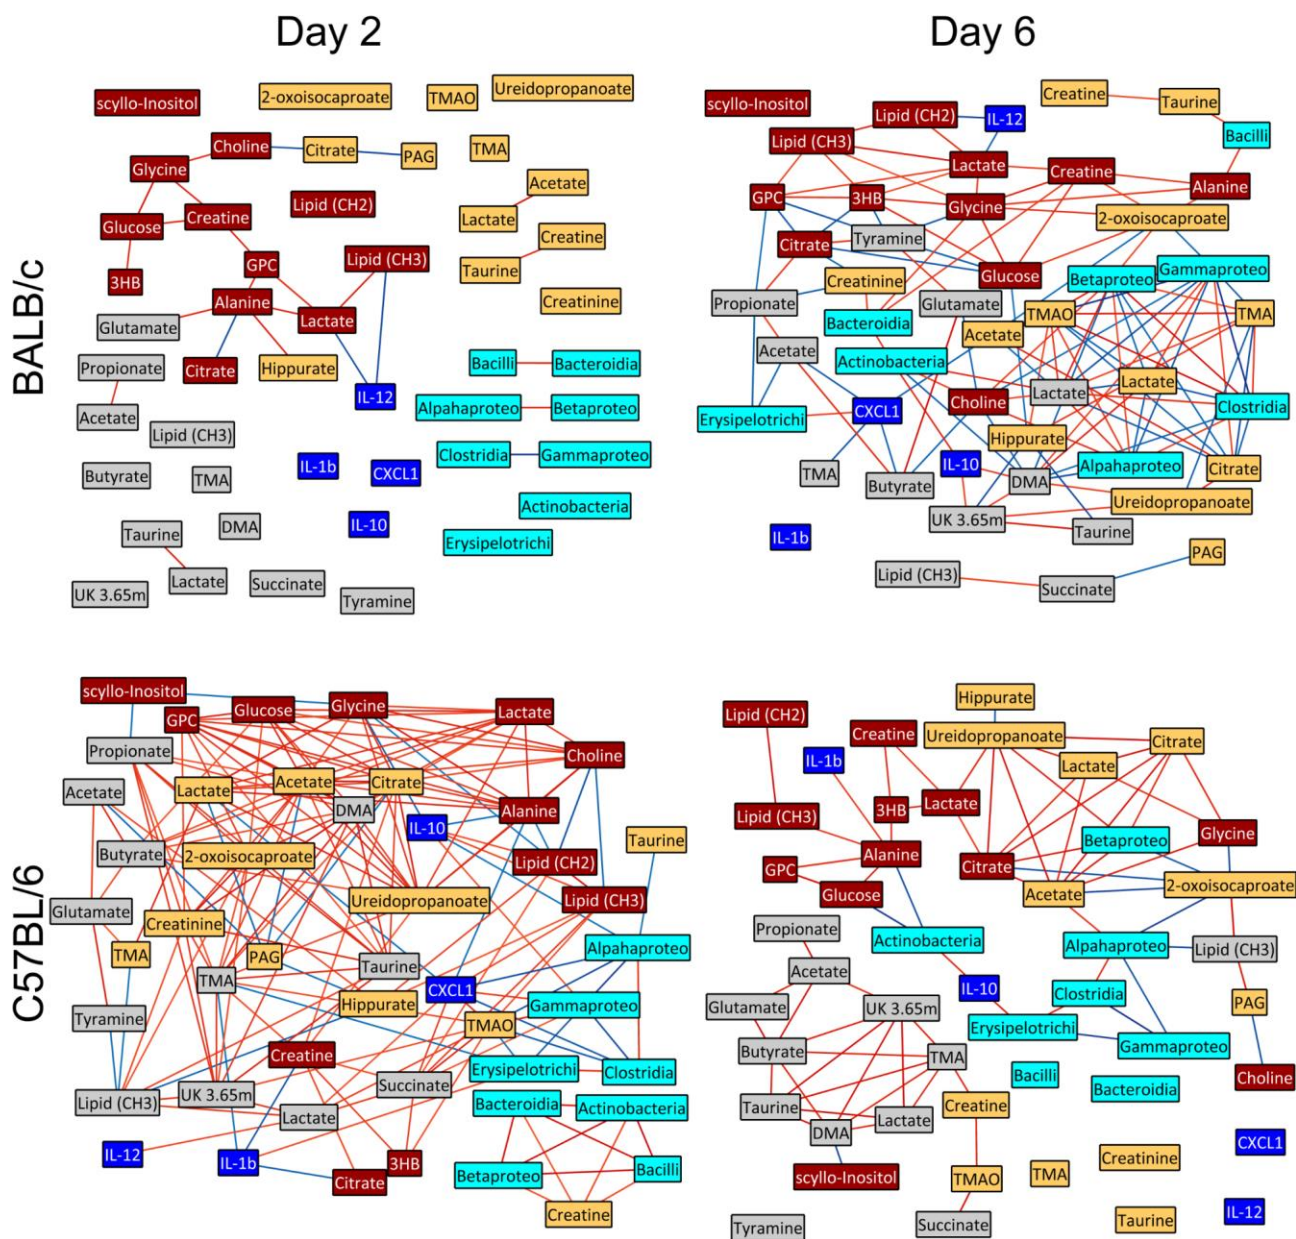 Day 2
Day 6
BALB/c
scyllo-Inositol
2-oxoisocaproate
TMAO
Ureidopropanoate
Choline
Citrate
PAG
TMA
Glycine
Acetate
Lipid (CH2)
Lactate
Glucose
Creatine
Creatine
GPC
Lipid (CH3)
Taurine
3HB
Alanine
Creatinine
Glutamate
Lactate
Propionate
Citrate
Hippurate
Bacilli
Bacteroidia
IL-12
Acetate
Alpahaproteo
Betaproteo
Lipid (CH3)
Clostridia
Gammaproteo
IL-1b
CXCL1
Butyrate
TMA
Actinobacteria
Taurine
DMA
IL-10
Erysipelotrichi
Lactate
Succinate
UK 3.65m
Tyramine
scyllo-Inositol
Creatine
Taurine
Lipid (CH2)
IL-12
Bacilli
Lipid (CH3)
Lactate
Creatine
Alanine
GPC
3HB
Glycine
2-oxoisocaproate
Citrate
Tyramine
Creatinine
Glucose
Betaproteo
Gammaproteo
Propionate
Glutamate
TMAO
TMA
Bacteroidia
Acetate
Acetate
Actinobacteria
Lactate
Lactate
Erysipelotrichi
CXCL1
Choline
Clostridia
Hippurate
TMA
Butyrate
IL-10
DMA
Alpahaproteo
Citrate
Ureidopropanoate
UK 3.65m
Taurine
IL-1b
PAG
Lipid (CH3)
Succinate
C57BL/6
scyllo-Inositol
GPC
Glucose
Glycine
Lactate
Propionate
Choline
Acetate
Lactate
Acetate
Citrate
DMA
Alanine
IL-10
Taurine
Butyrate
2-oxoisocaproate
Lipid (CH2)
Glutamate
Ureidopropanoate
Lipid (CH3)
Creatinine
TMA
PAG
Alpahaproteo
TMA
Taurine
CXCL1
Hippurate
Gammaproteo
Tyramine
TMAO
Creatine
Erysipelotrichi
Clostridia
Lipid (CH3)
UK 3.65m
Succinate
Lactate
Bacteroidia
Actinobacteria
IL-12
IL-1b
3HB
Citrate
Betaproteo
Bacilli
Creatine
Hippurate
Lipid (CH2)
Creatine
Ureidopropanoate
Citrate
IL-1b
Lactate
Lipid (CH3)
3HB
Lactate
Betaproteo
Glycine
Alanine
GPC
Citrate
Glucose
Acetate
2-oxoisocaproate
Propionate
Actinobacteria
Alpahaproteo
Lipid (CH3)
Acetate
IL-10
Clostridia
PAG
Glutamate
UK 3.65m
Erysipelotrichi
Gammaproteo
Butyrate
TMA
Bacilli
Bacteroidia
Choline
Taurine
Lactate
Creatine
DMA
CXCL1
scyllo-Inositol
TMAO
TMA
Creatinine
Tyramine
Succinate
Taurine
IL-12